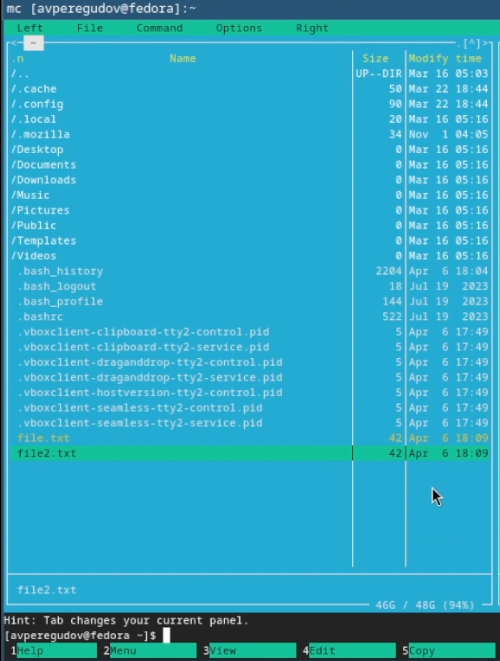 mc [avperegudov@fedora]:~
Left File Command Options Right
<- ~ .[^]>
.n Name Size Modify time
/.. UP--DIR Mar 16 05:03
/.cache 50 Mar 22 18:44
/.config 90 Mar 22 18:44
/.local 20 Mar 16 05:16
/.mozilla 34 Nov 1 04:05
/Desktop 0 Mar 16 05:16
/Documents 0 Mar 16 05:16
/Downloads 0 Mar 16 05:16
/Music 0 Mar 16 05:16
/Pictures 0 Mar 16 05:16
/Public 0 Mar 16 05:16
/Templates 0 Mar 16 05:16
/Videos 0 Mar 16 05:16
.bash_history 2204 Apr 6 18:04
.bash_logout 18 Jul 19 2023
.bash_profile 144 Jul 19 2023
.bashrc 522 Jul 19 2023
.vboxclient-clipboard-tty2-control.pid 5 Apr 6 17:49
.vboxclient-clipboard-tty2-service.pid 5 Apr 6 17:49
.vboxclient-draganddrop-tty2-control.pid 5 Apr 6 17:49
.vboxclient-draganddrop-tty2-service.pid 5 Apr 6 17:49
.vboxclient-hostversion-tty2-control.pid 5 Apr 6 17:49
.vboxclient-seamless-tty2-control.pid 5 Apr 6 17:49
.vboxclient-seamless-tty2-service.pid 5 Apr 6 17:49
file.txt 42 Apr 6 18:09
file2.txt 42 Apr 6 18:09
file2.txt
46G / 48G (94%)
Hint: Tab changes your current panel.
[avperegudov@fedora ~]$
1Help 2Menu 3View 4Edit 5Copy